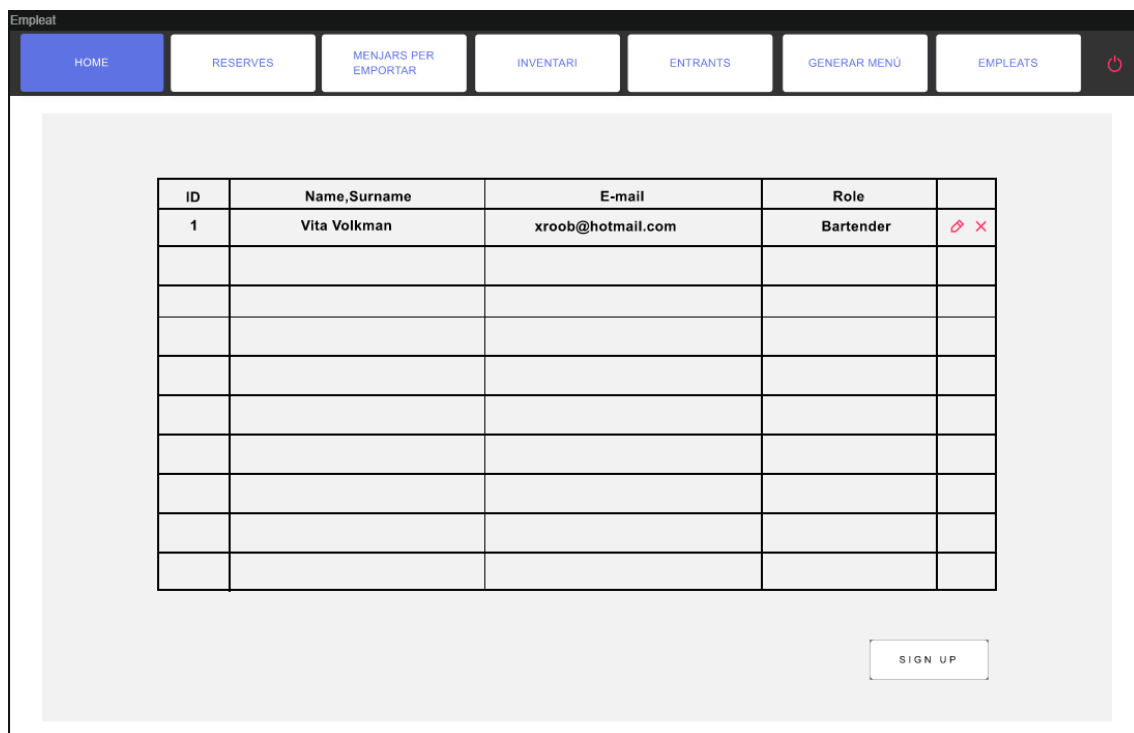 Empleat
HOME
RESERVES
MENJARS PER
EMPORTAR
INVENTARI
ENTRANTS
GENERAR MENÚ
EMPLEATS
ID Name,Surname E-mail Role
1 Vita Volkman xroob@hotmail.com Bartender
SIGN UP